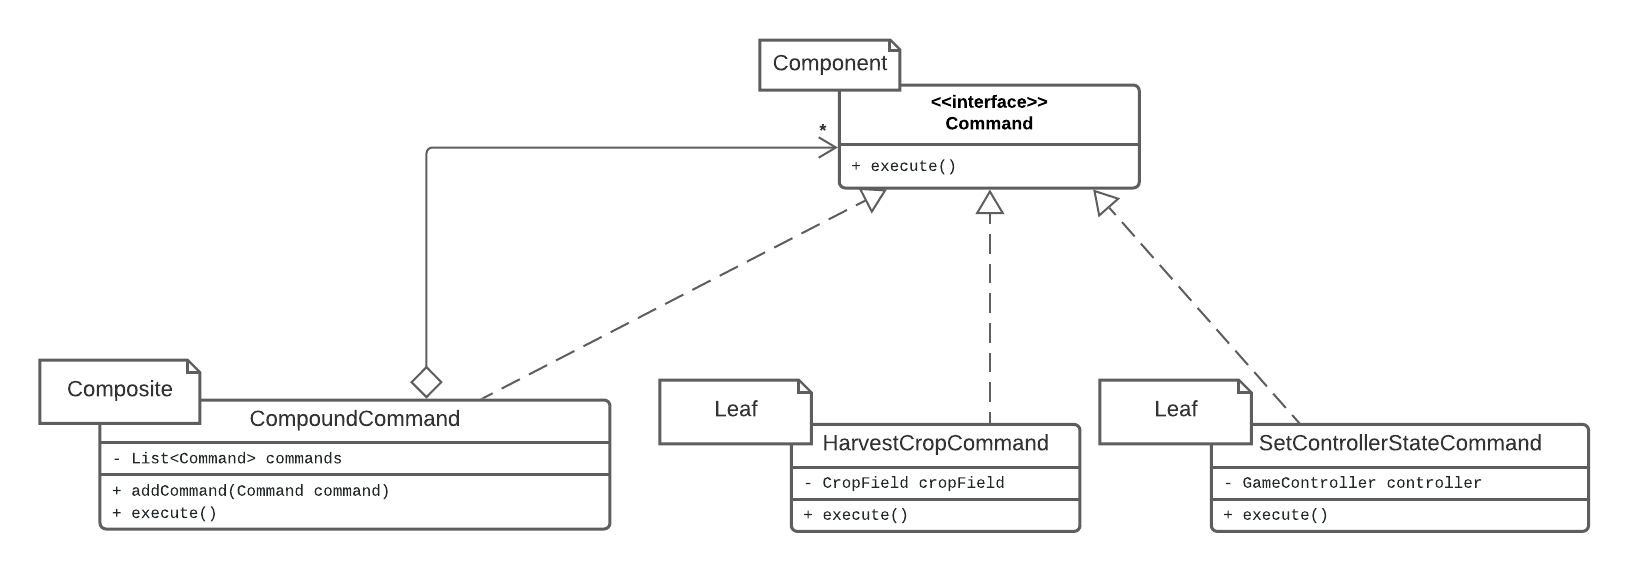 Component
<<interface>>
Command
*
+ execute()
Composite
CompoundCommand
- List<Command> commands
+ addCommand(Command command)
+ execute()
Leaf
HarvestCropCommand
- CropField cropField
+ execute()
Leaf
SetControllerStateCommand
- GameController controller
+ execute()